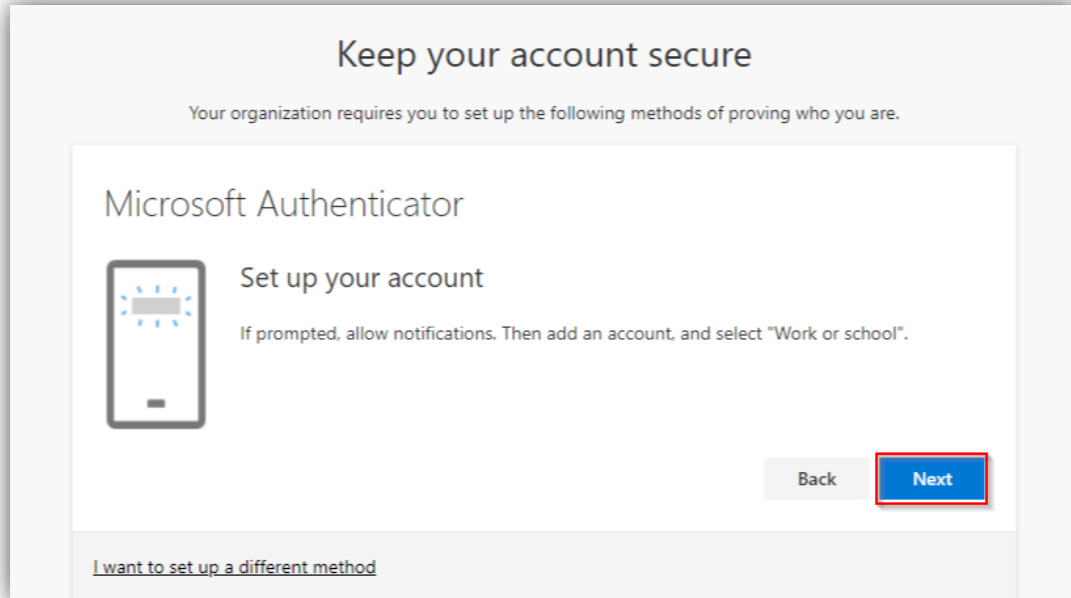 Keep your account secure
Your organization requires you to set up the following methods of proving who you are.
Microsoft Authenticator
Set up your account
If prompted, allow notifications. Then add an account, and select "Work or school".
Back Next
I want to set up a different method